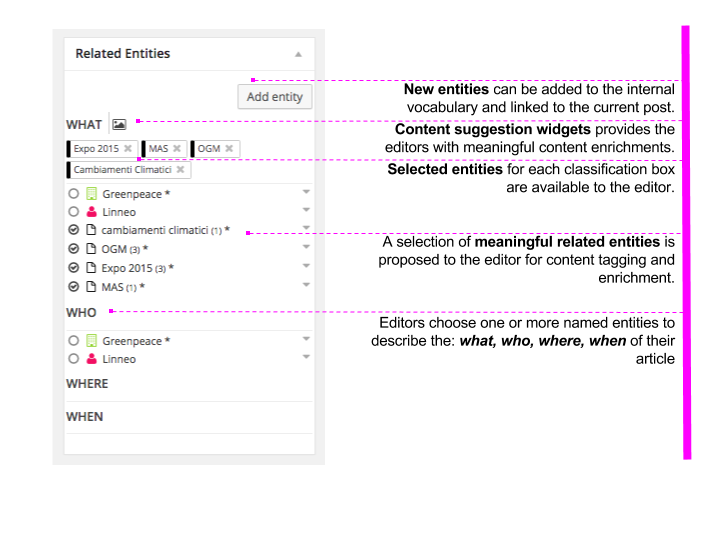 Related Entities
Add entity
WHAT
Expo 2015 ✖ MAS ✖ OGM ✖
Cambiamenti Climatici ✖
Greenpeace *
Linneo
cambiamenti climatici (1) *
OGM (3) *
Expo 2015 (3) *
MAS (1) *
WHO
Greenpeace *
Linneo
WHERE
WHEN
New entities can be added to the internal
vocabulary and linked to the current post.
Content suggestion widgets provides the
editors with meaningful content enrichments.
Selected entities for each classification box
are available to the editor.
A selection of meaningful related entities is
proposed to the editor for content tagging and
enrichment.
Editors choose one or more named entities to
describe the: what, who, where, when of their
article